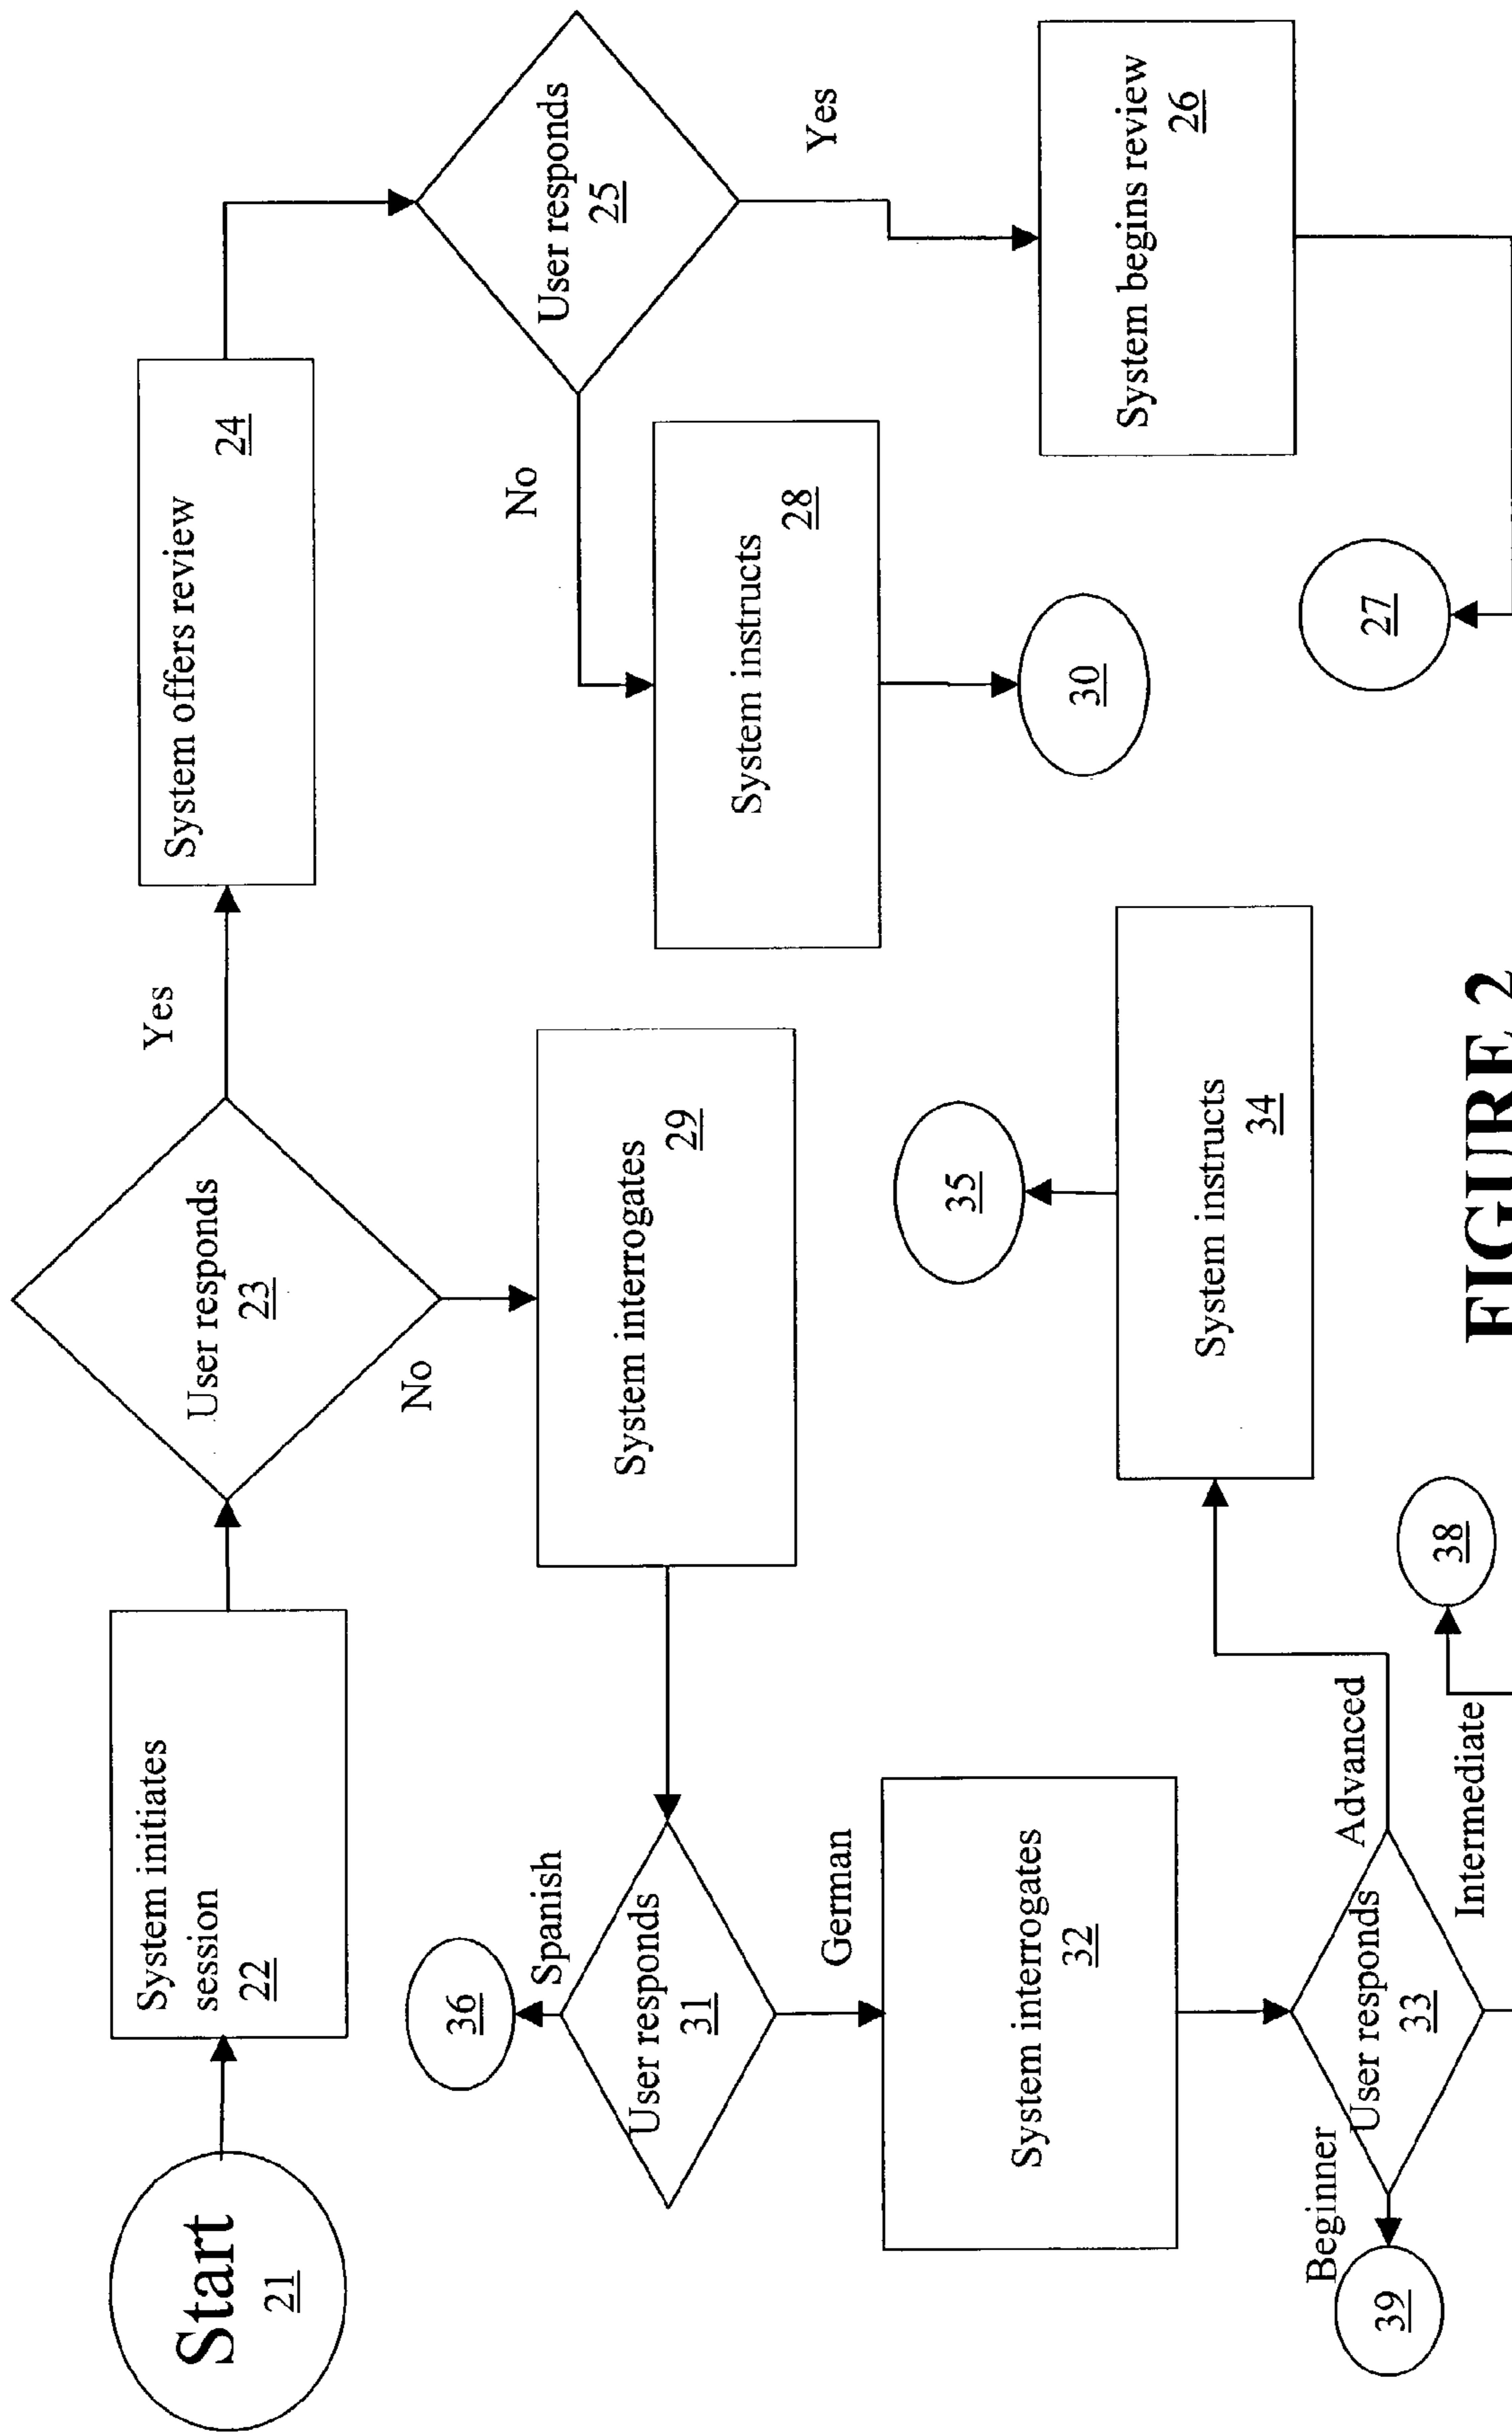 Start
21
System initiates
session
22
User responds
23
Yes
No
System offers review
24
User responds
25
Yes
No
System begins review
26
27
System instructs
28
30
System interrogates
29
User responds
31
Spanish
36
German
System interrogates
32
User responds
33
Advanced
Intermediate
Beginner
System instructs
34
35
38
39
FIGURE 2